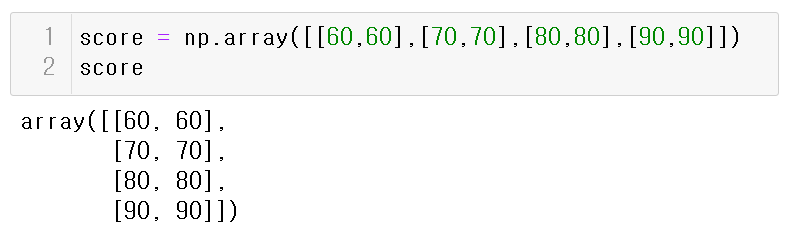 1 score = np.array([[60,60],[70,70],[80,80],[90,90]])
2 score
array([[60, 60],
       [70, 70],
       [80, 80],
       [90, 90]])